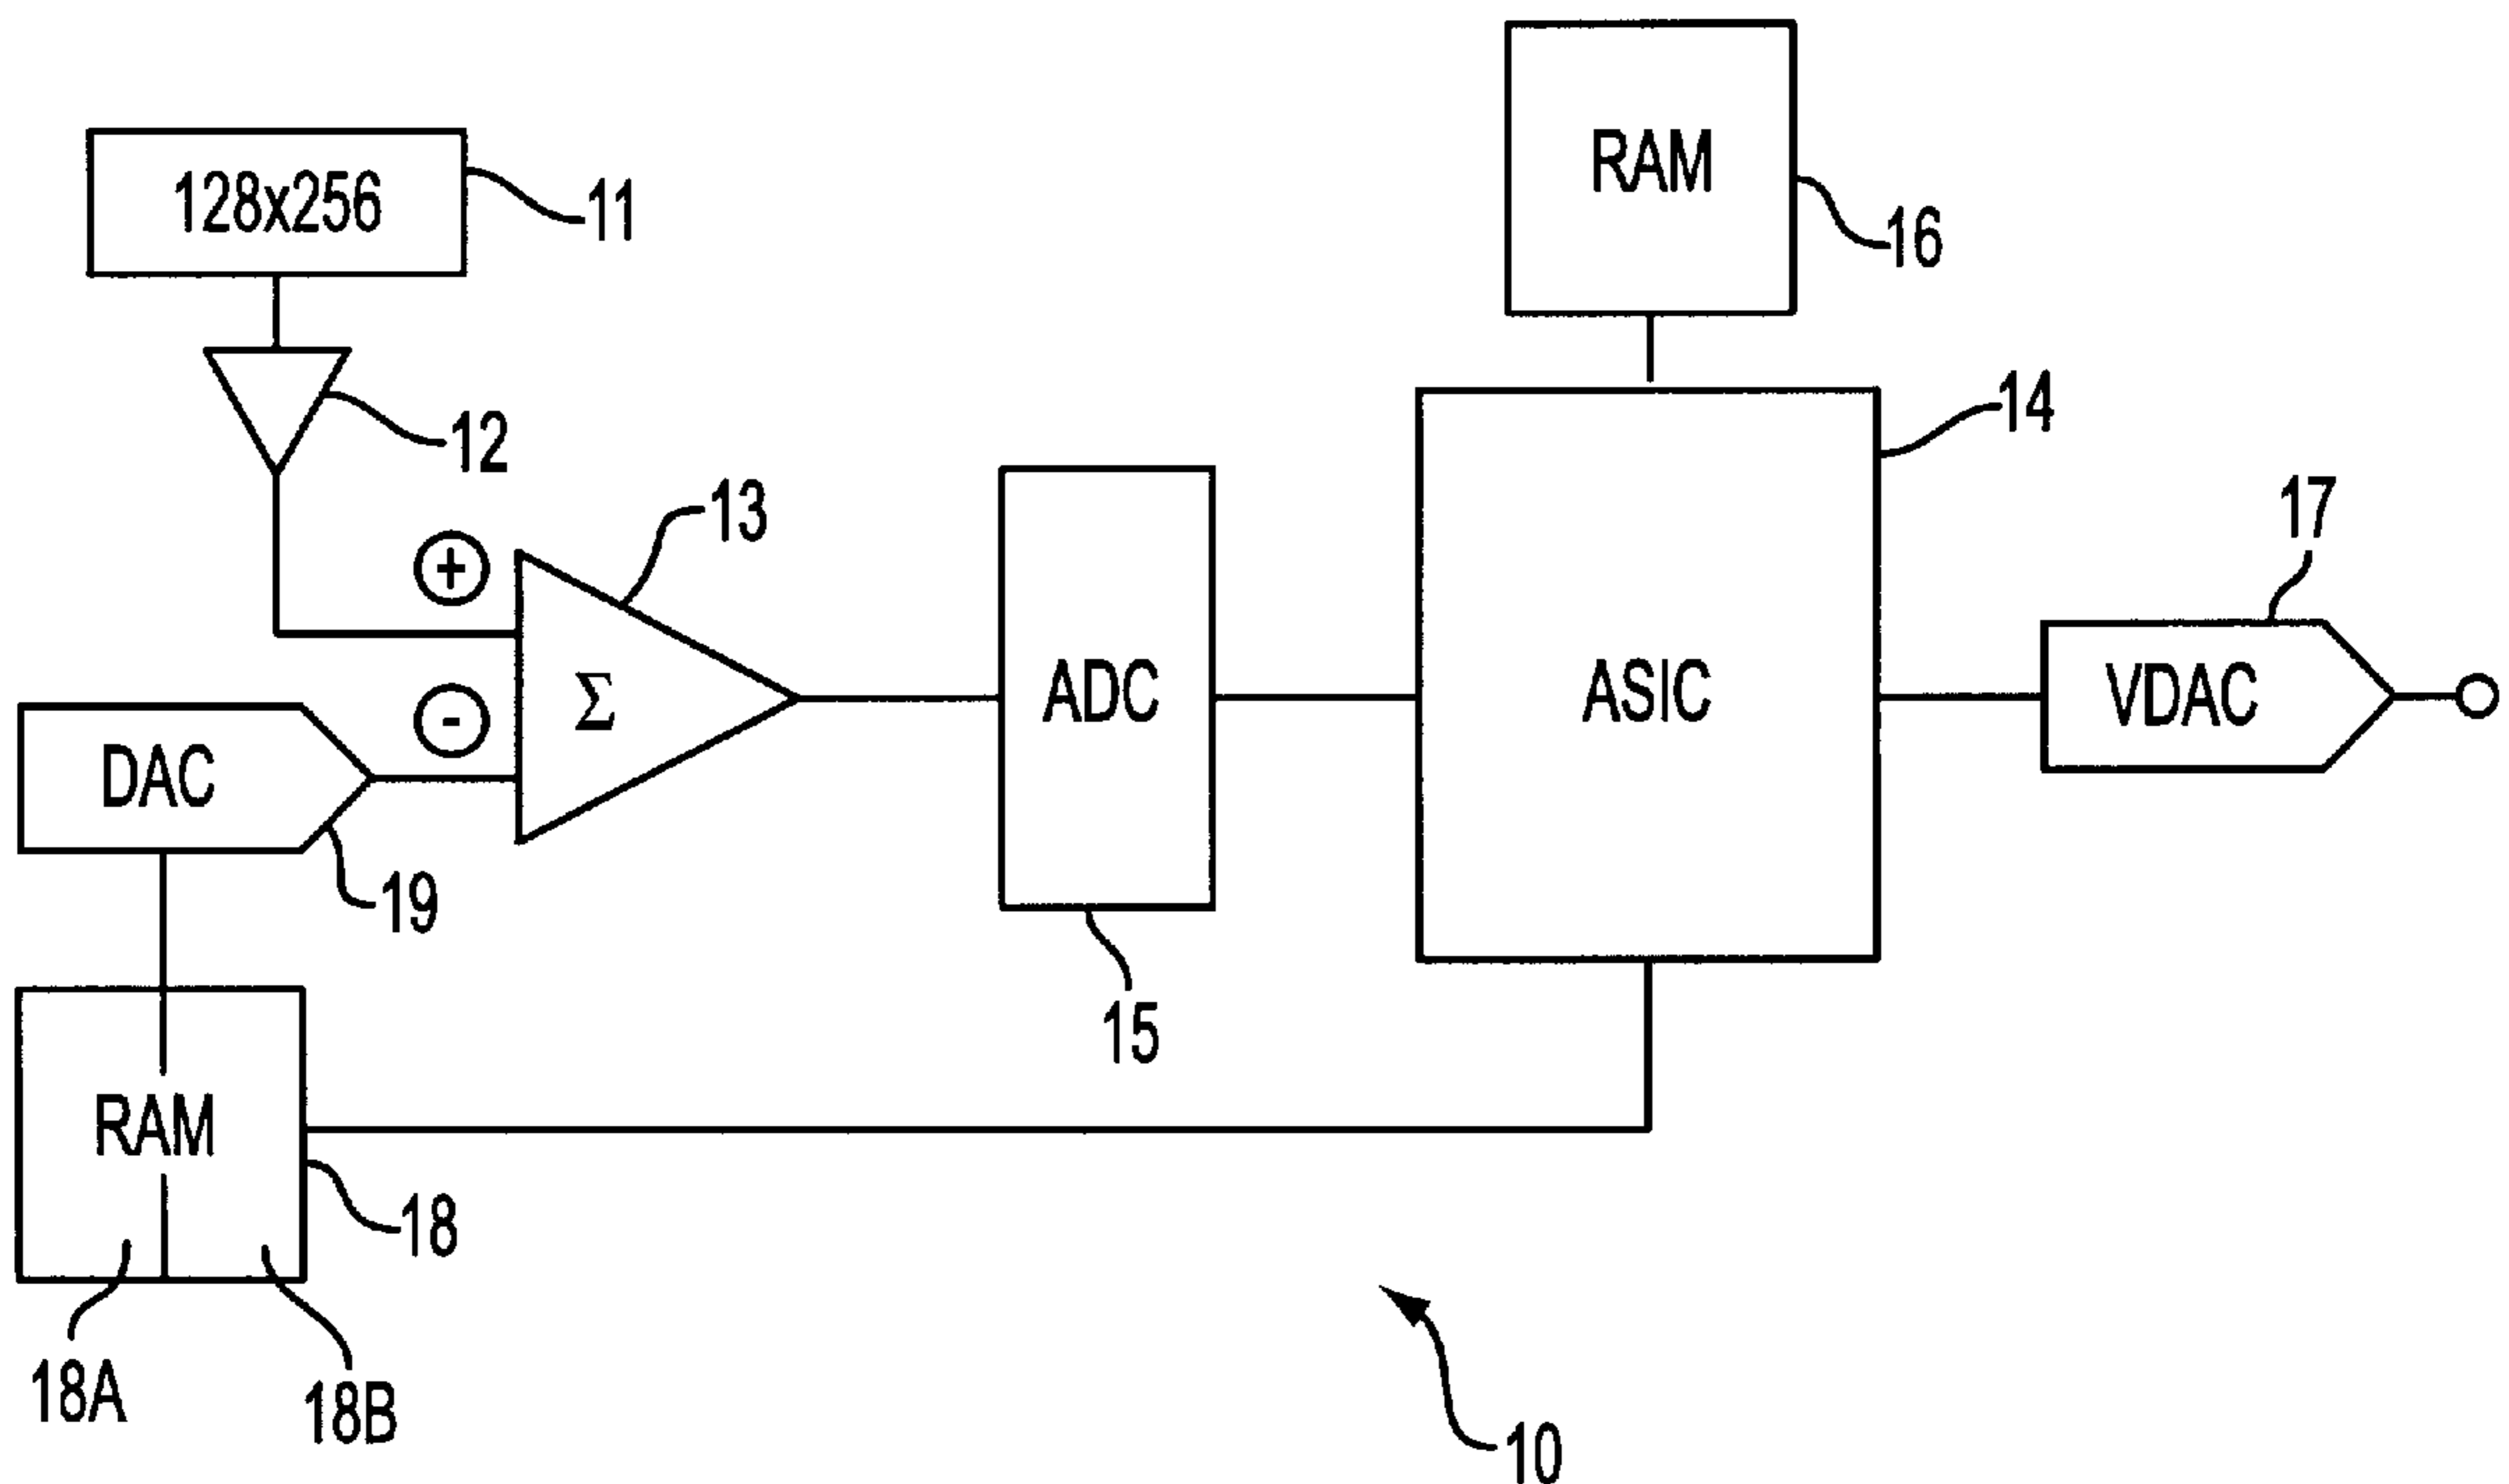 128x256
11
RAM
16
12
14
13
17
+
Σ
ADC
ASIC
VDAC
-
DAC
19
15
RAM
18
18A
18B
10